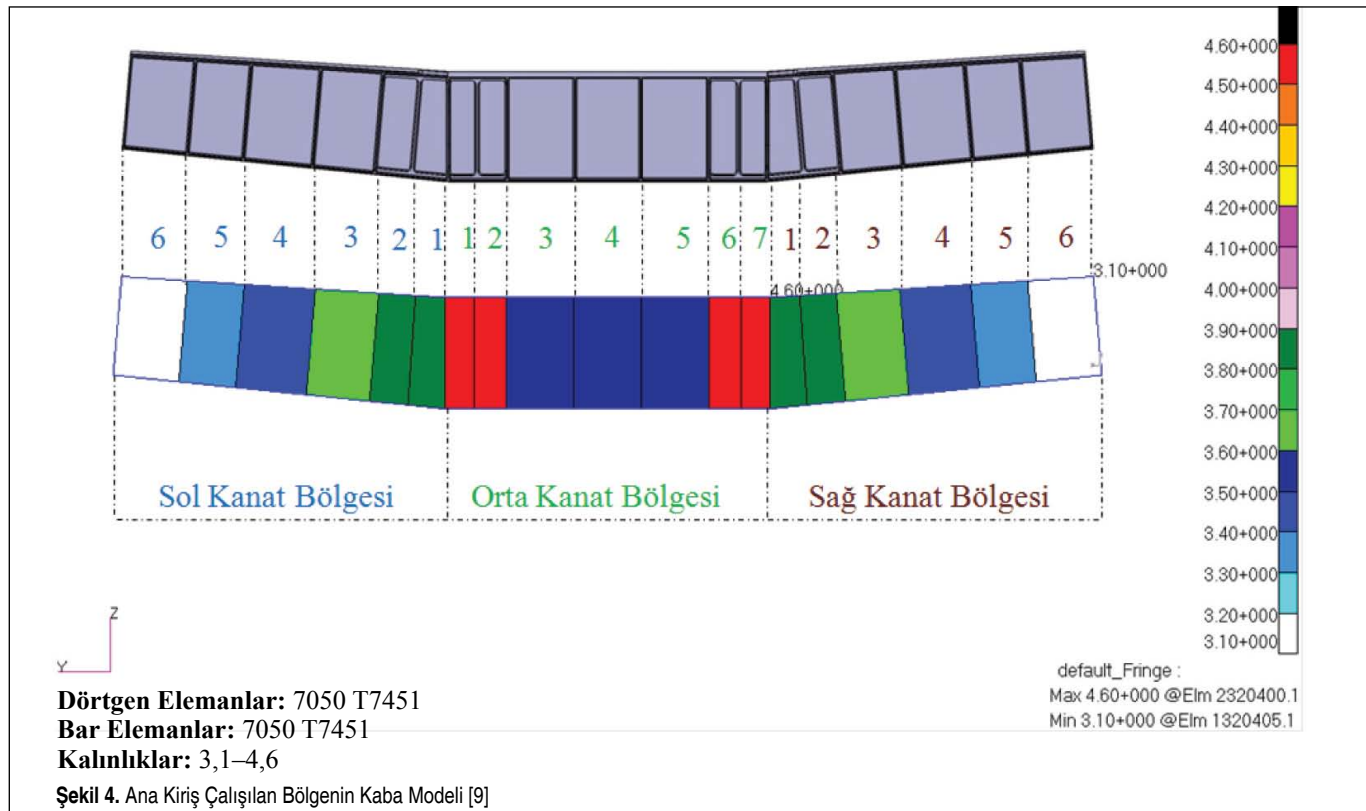 4.60+000
4.50+000
4.40+000
4.30+000
4.20+000
4.10+000
4.00+000
3.90+000
3.80+000
3.70+000
3.60+000
3.50+000
3.40+000
3.30+000
3.20+000
3.10+000
6 5 4 3 2 1 1 2 3 4 5 6 7 1 2 3 4 5 6
3.10+000
4.60+000
Sol Kanat Bölgesi Orta Kanat Bölgesi Sağ Kanat Bölgesi
Z
Y
default_Fringe :
Max 4.60+000 @Elm 2320400.1
Min 3.10+000 @Elm 1320405.1
Dörtgen Elemanlar: 7050 T7451
Bar Elemanlar: 7050 T7451
Kalınlıklar: 3,1–4,6
Şekil 4. Ana Kiriş Çalışılan Bölgenin Kaba Modeli [9]